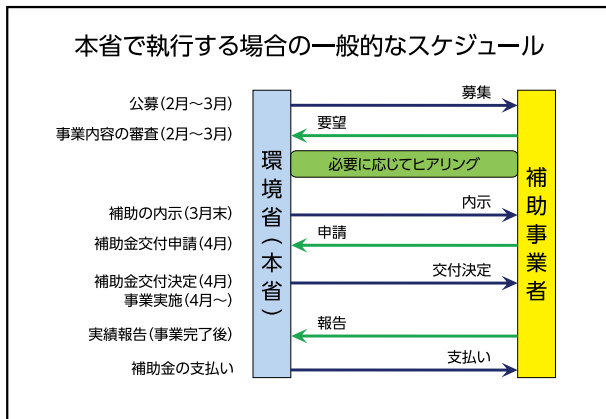 本省で執行する場合の一般的なスケジュール
公募(2月〜3月)
募集
事業内容の審査(2月〜3月)
要望
必要に応じてヒアリング
補助の内示(3月末)
内示
補助金交付申請(4月)
申請
補助金交付決定(4月)
事業実施(4月〜)
交付決定
実績報告(事業完了後)
報告
補助金の支払い
支払い
環境省(本省)
補助事業者